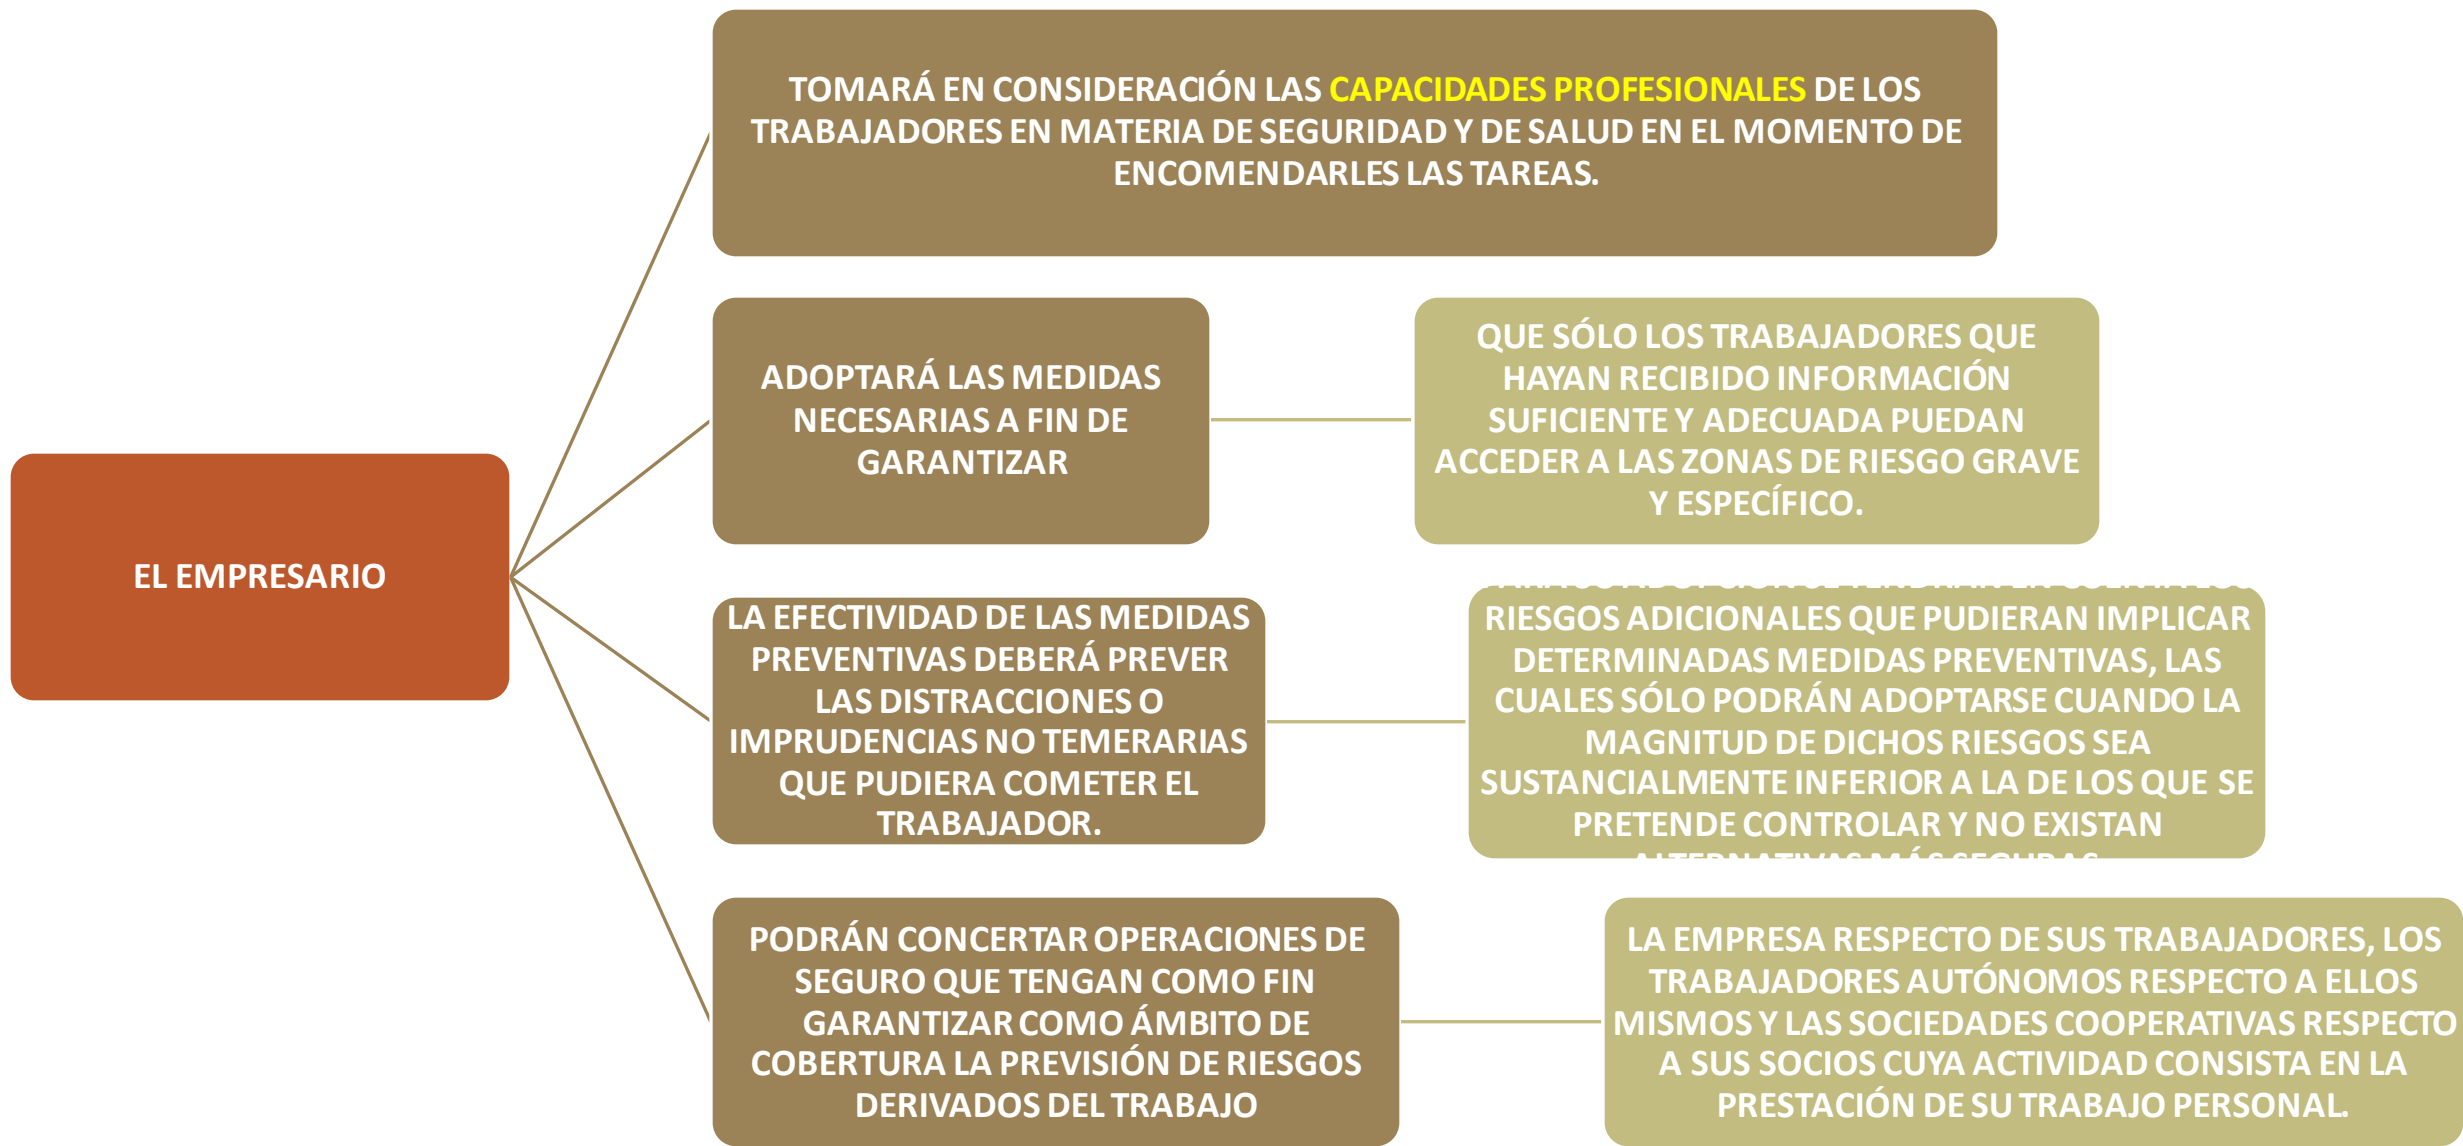 TOMARÁ EN CONSIDERACIÓN LAS CAPACIDADES PROFESIONALES DE LOS
TRABAJADORES EN MATERIA DE SEGURIDAD Y DE SALUD EN EL MOMENTO DE
ENCOMENDARLES LAS TAREAS.
ADOPTARÁ LAS MEDIDAS
NECESARIAS A FIN DE
GARANTIZAR
QUE SÓLO LOS TRABAJADORES QUE
HAYAN RECIBIDO INFORMACIÓN
SUFICIENTE Y ADECUADA PUEDAN
ACCEDER A LAS ZONAS DE RIESGO GRAVE
Y ESPECÍFICO.
EL EMPRESARIO
LA EFECTIVIDAD DE LAS MEDIDAS
PREVENTIVAS DEBERÁ PREVER
LAS DISTRACCIONES O
IMPRUDENCIAS NO TEMERARIAS
QUE PUDIERA COMETER EL
TRABAJADOR.
RIESGOS ADICIONALES QUE PUDIERAN IMPLICAR
DETERMINADAS MEDIDAS PREVENTIVAS, LAS
CUALES SÓLO PODRÁN ADOPTARSE CUANDO LA
MAGNITUD DE DICHOS RIESGOS SEA
SUSTANCIALMENTE INFERIOR A LA DE LOS QUE SE
PRETENDE CONTROLAR Y NO EXISTAN
ALTERNATIVAS MÁS SEGURAS
PODRÁN CONCERTAR OPERACIONES DE
SEGURO QUE TENGAN COMO FIN
GARANTIZAR COMO ÁMBITO DE
COBERTURA LA PREVISIÓN DE RIESGOS
DERIVADOS DEL TRABAJO
LA EMPRESA RESPECTO DE SUS TRABAJADORES, LOS
TRABAJADORES AUTÓNOMOS RESPECTO A ELLOS
MISMOS Y LAS SOCIEDADES COOPERATIVAS RESPECTO
A SUS SOCIOS CUYA ACTIVIDAD CONSISTA EN LA
PRESTACIÓN DE SU TRABAJO PERSONAL.